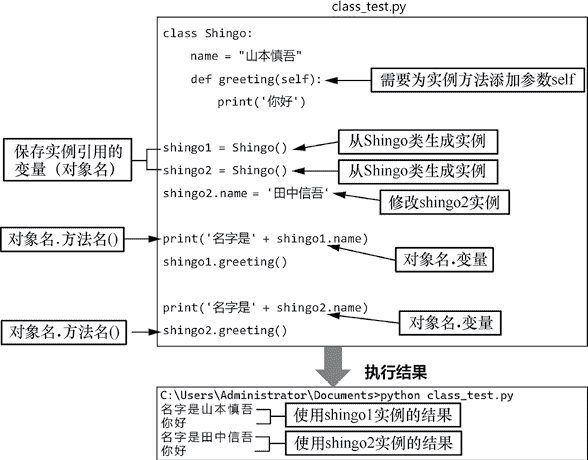 class_test.py
class Shingo:
name = "山本慎吾"
def greeting(self):
需要为实例方法添加参数self
print('你好')
保存实例引用的
变量（对象名）
shingo1 = Shingo()
从Shingo类生成实例
shingo2 = Shingo()
从Shingo类生成实例
shingo2.name = '田中信吾'
修改shingo2实例
对象名.方法名()
print('名字是' + shingo1.name)
shingo1.greeting()
对象名.变量
print('名字是' + shingo2.name)
对象名.方法名()
shingo2.greeting()
对象名.变量
执行结果
C:\Users\Administrator\Documents>python class_test.py
名字是山本慎吾
你好
使用shingo1实例的结果
名字是田中信吾
你好
使用shingo2实例的结果